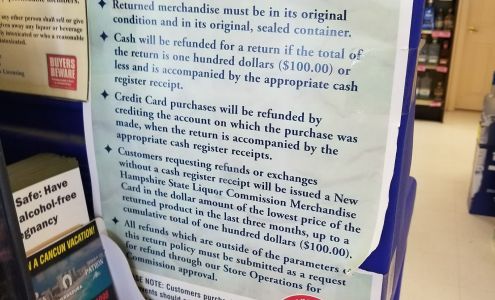 Returned merchandise must be in its original
condition and in its original, sealed container.
Cash will be refunded for a return if the total of
the return is one hundred dollars ($100.00) or
less and is accompanied by the appropriate cash
register receipt.
Credit Card purchases will be refunded by
crediting the account on which the purchase was
made, when the return is accompanied by the
appropriate cash register receipts.
Customers requesting refunds or exchanges
without a cash register receipt will be issued a New
Hampshire State Liquor Commission Merchandise
Card in the dollar amount of the lowest price of the
returned product in the last three months, up to a
cumulative total of one hundred dollars ($100.00).
All refunds which are outside of the parameters
this return policy must be submitted as a request
for refund through our Store Operations for
Commission approval.
NOTE: Customers
other person shall sell or give
away any liquor or beverage
intoxicated or who a reasonable
intoxicated.
Licensing
BUYERS
BEWARE
Safe: Have
alcohol-free
gnancy
N A CANCUN VACATION!